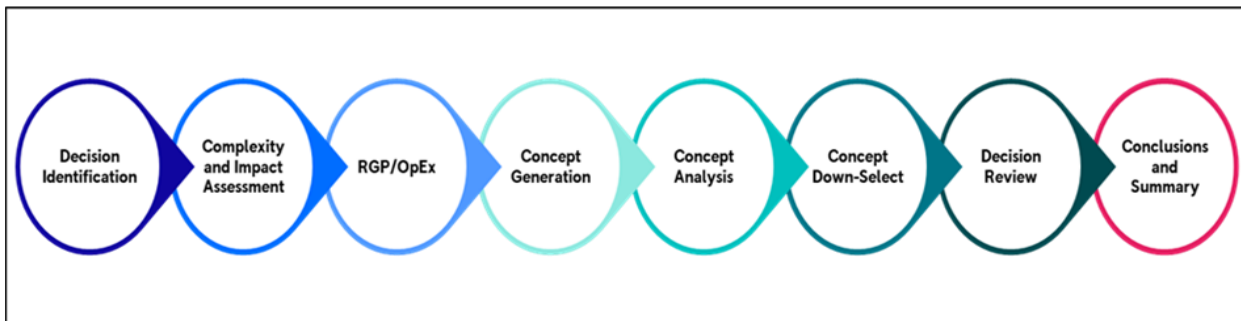 Decision
Identification
Complexity
and Impact
Assessment
RGP/OpEx
Concept
Generation
Concept
Analysis
Concept
Down-Select
Decision
Review
Conclusions
and
Summary